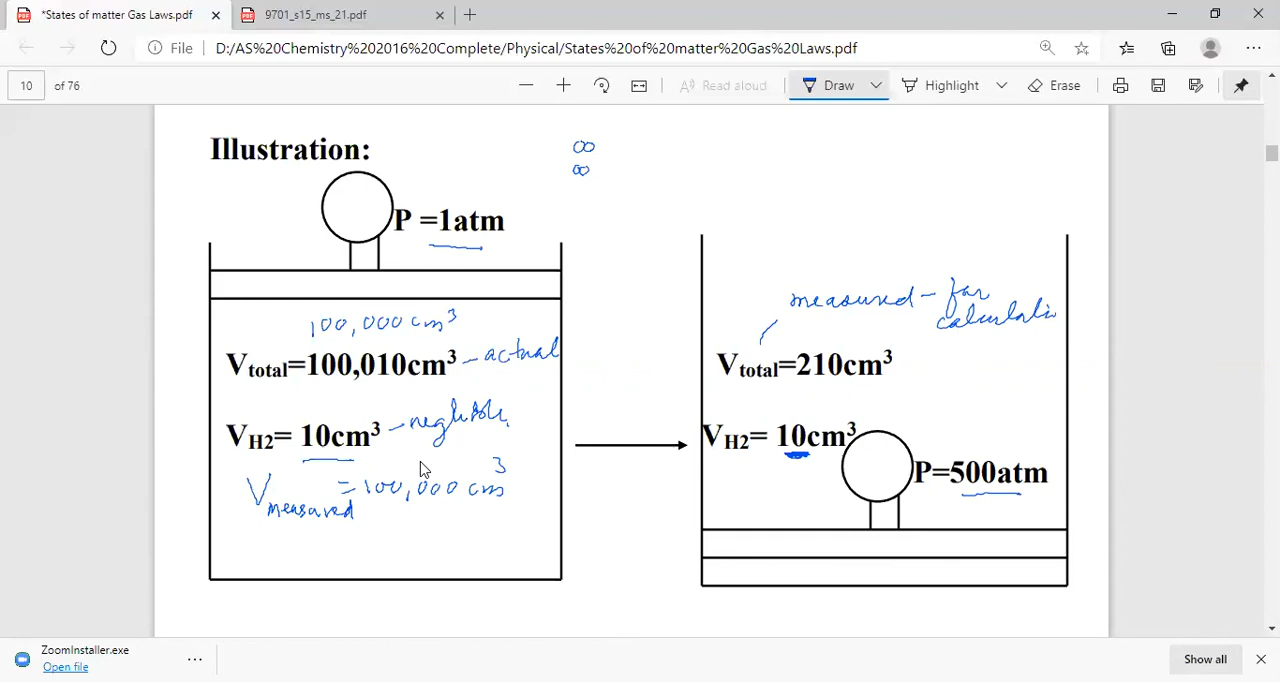 *States of matter Gas Laws.pdf
9701_s15_ms_21.pdf
File
D:/AS%20Chemistry%202016%20Complete/Physical/States%20of%20matter%20Gas%20Laws.pdf
10 of 76
Read aloud
Draw
Highlight
Erase
Illustration:
∞
∞
P =1atm
100,000 cm³
Vtotal=100,010cm³ - actual
VH2= 10cm³ -
Vmeasured = 100,000 cm³
measured - for
Vtotal=210cm³
VH2= 10cm³
P=500atm
ZoomInstaller.exe
Open file
Show all